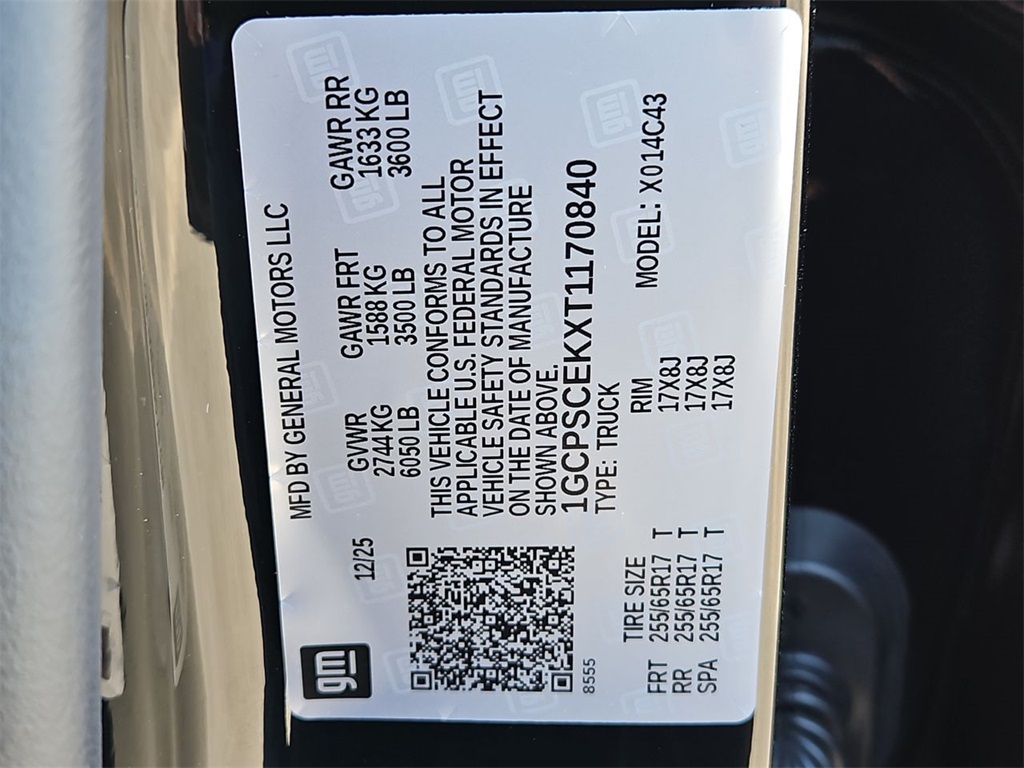 gm
MFD BY GENERAL MOTORS LLC
12/25
GVWR GAWR FRT GAWR RR
2744 KG 1588 KG 1633 KG
6050 LB 3500 LB 3600 LB
THIS VEHICLE CONFORMS TO ALL
APPLICABLE U.S. FEDERAL MOTOR
VEHICLE SAFETY STANDARDS IN EFFECT
ON THE DATE OF MANUFACTURE
SHOWN ABOVE.
1GCPSCEKXT1170840
TYPE: TRUCK
8555
TIRE SIZE RIM MODEL: X014C43
FRT 255/65R17 T 17X8J
RR 255/65R17 T 17X8J
SPA 255/65R17 T 17X8J